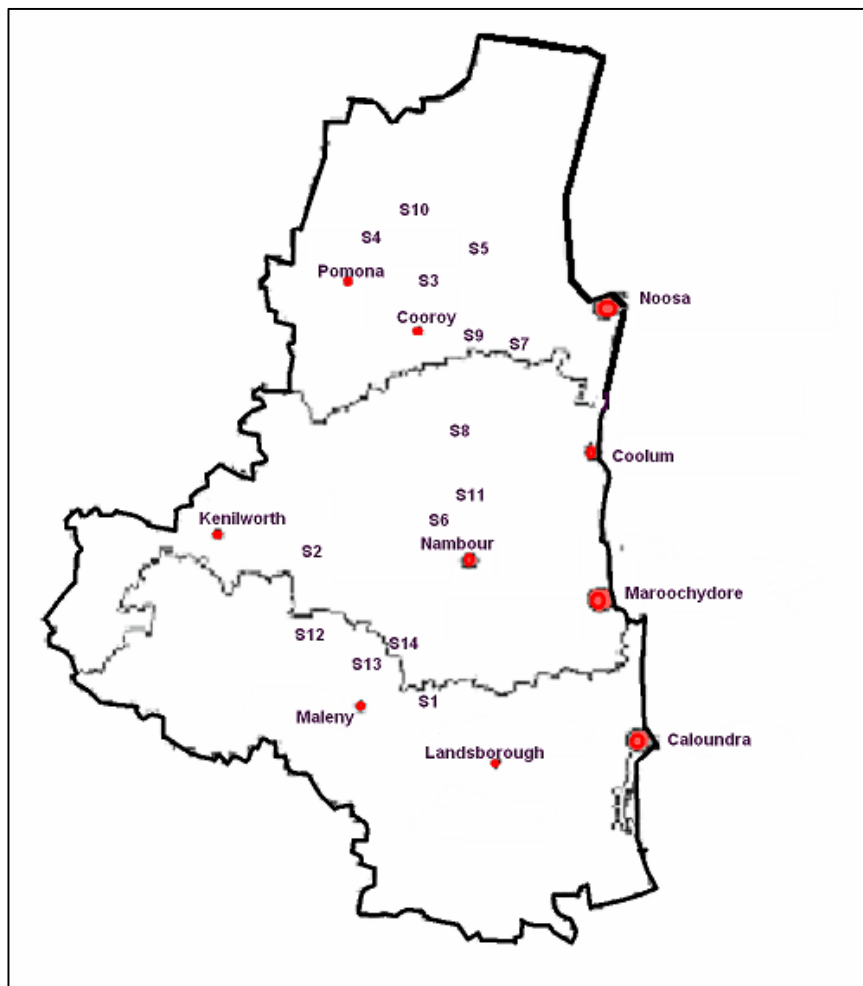 S10
S4
S5
Pomona
S3
Noosa
Cooroy
S9
S7
S8
Coolum
S11
Kenilworth
S6
Nambour
S2
Maroochydore
S12
S14
S13
S1
Maleny
Caloundra
Landsborough